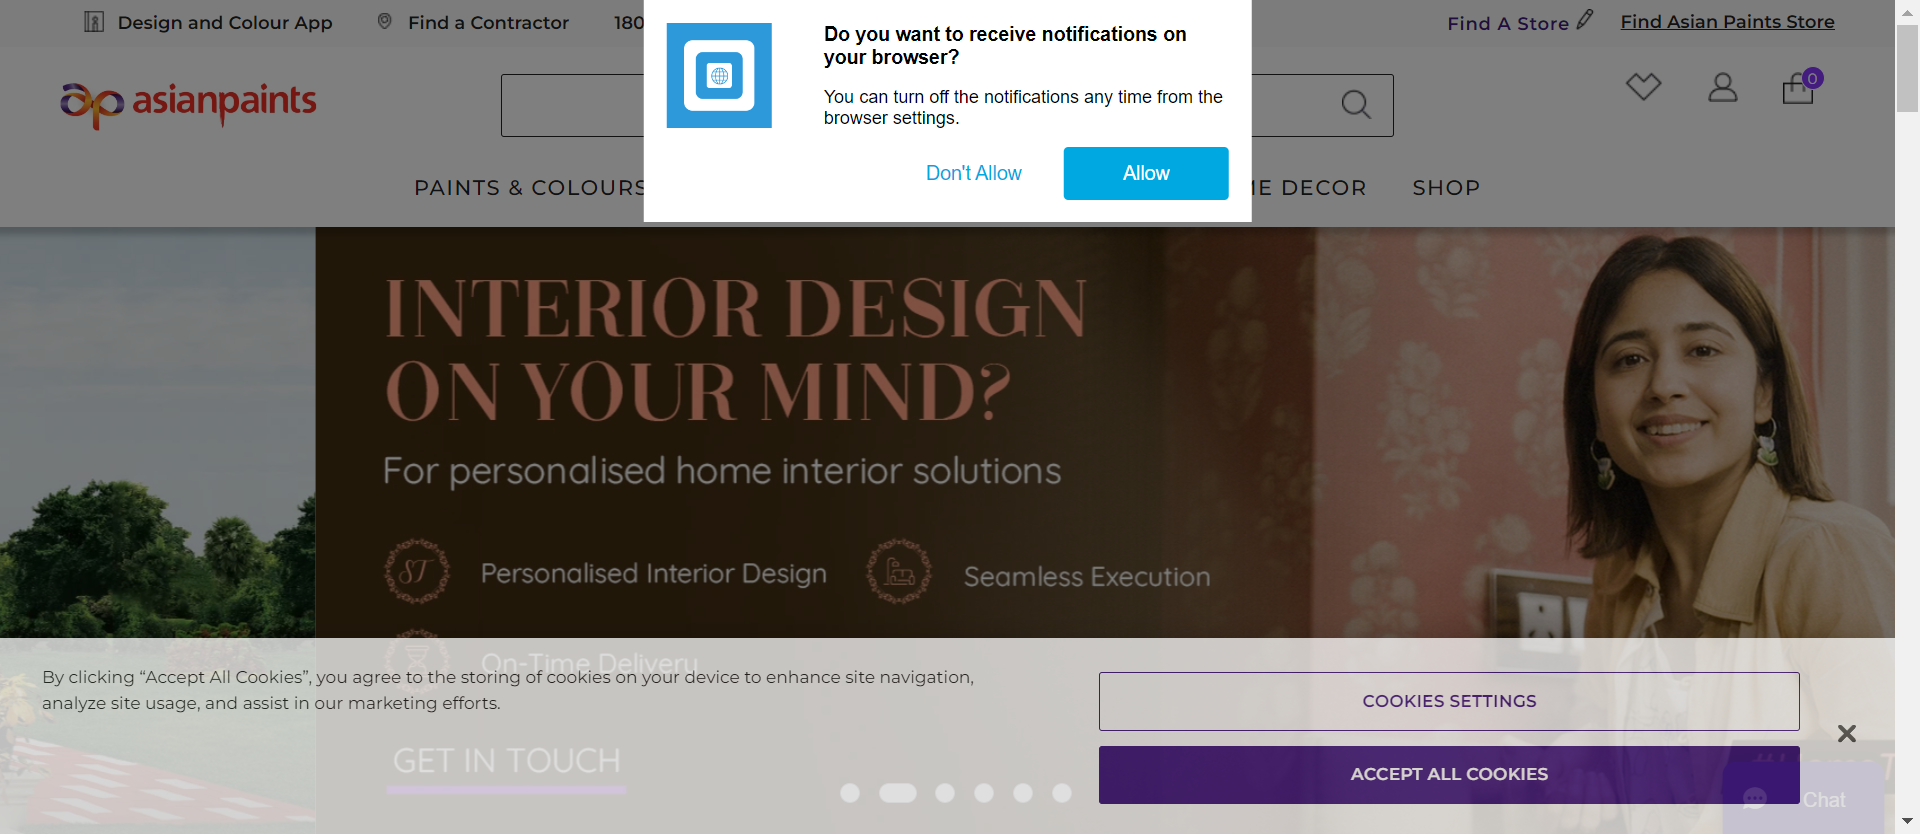 Design and Colour App
Find a Contractor
180
Find A Store
Find Asian Paints Store
Do you want to receive notifications on
your browser?
You can turn off the notifications any time from the
browser settings.
Don't Allow
Allow
ap asianpaints
0
PAINTS & COLOURS
ME DECOR
SHOP
INTERIOR DESIGN
ON YOUR MIND?
For personalised home interior solutions
ST
Personalised Interior Design
Seamless Execution
On-Time Delivery
By clicking “Accept All Cookies”, you agree to the storing of cookies on your device to enhance site navigation,
analyze site usage, and assist in our marketing efforts.
COOKIES SETTINGS
ACCEPT ALL COOKIES
GET IN TOUCH
Chat